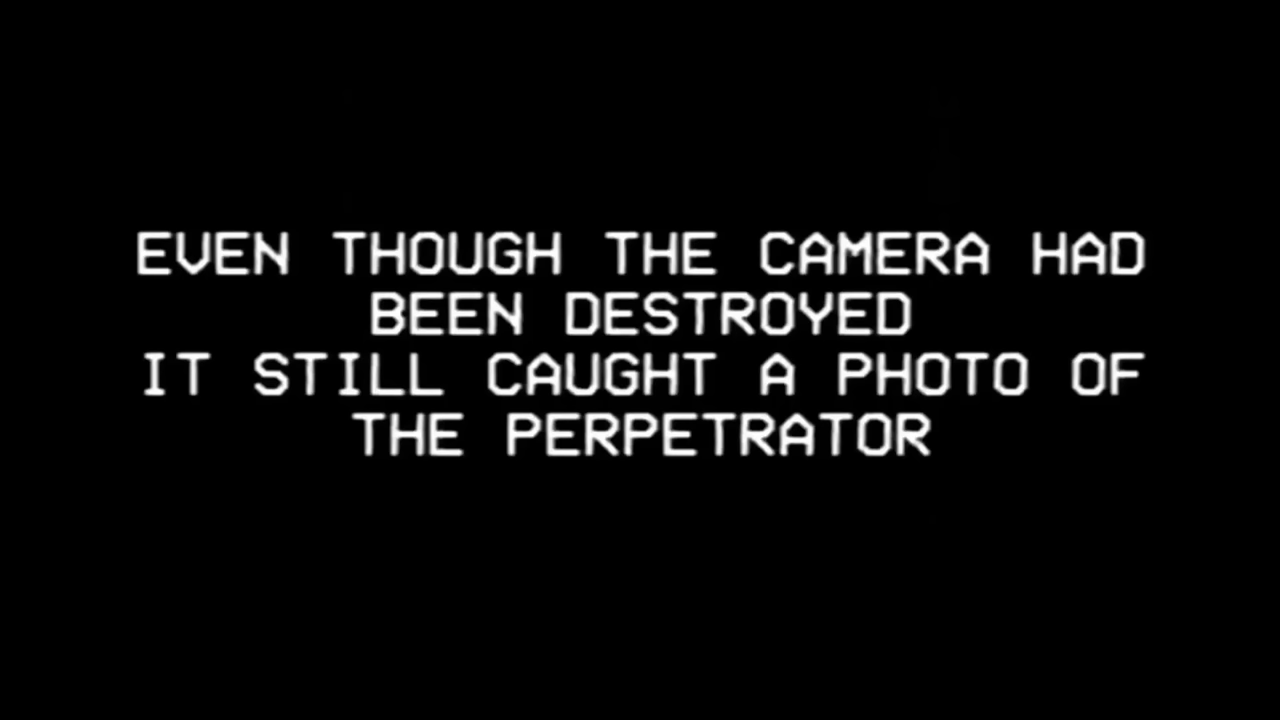 EVEN THOUGH THE CAMERA HAD
BEEN DESTROYED
IT STILL CAUGHT A PHOTO OF
THE PERPETRATOR